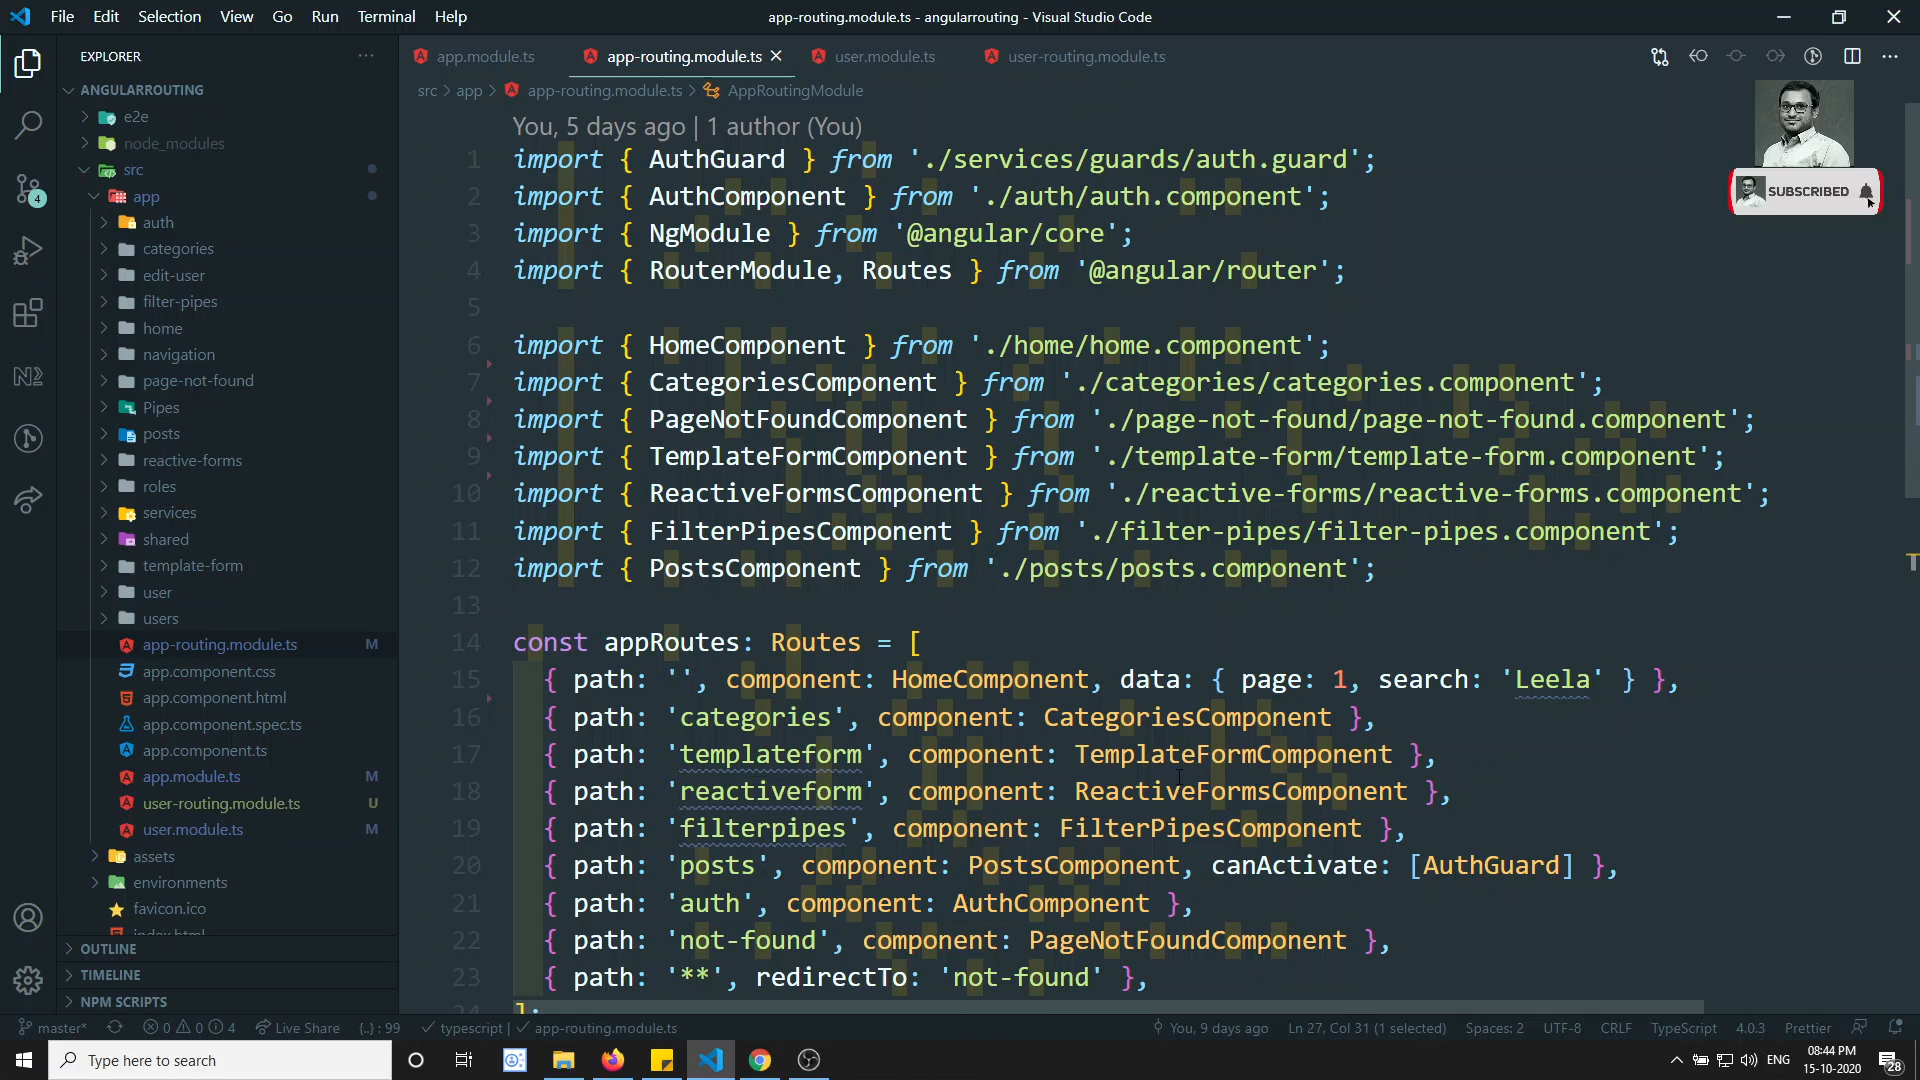 File Edit Selection View Go Run Terminal Help
app-routing.module.ts - angularrouting - Visual Studio Code
EXPLORER
ANGULARROUTING
e2e
node_modules
src
app
auth
categories
edit-user
filter-pipes
home
navigation
page-not-found
Pipes
posts
reactive-forms
roles
services
shared
template-form
user
users
app-routing.module.ts M
app.component.css
app.component.html
app.component.spec.ts
app.component.ts
app.module.ts M
user-routing.module.ts U
user.module.ts M
assets
environments
favicon.ico
index.html
OUTLINE
TIMELINE
NPM SCRIPTS
4
app.module.ts app-routing.module.ts user.module.ts user-routing.module.ts
src > app > app-routing.module.ts > AppRoutingModule
SUBSCRIBED
You, 5 days ago | 1 author (You)
1 import { AuthGuard } from './services/guards/auth.guard';
2 import { AuthComponent } from './auth/auth.component';
3 import { NgModule } from '@angular/core';
4 import { RouterModule, Routes } from '@angular/router';
5
6 import { HomeComponent } from './home/home.component';
7 import { CategoriesComponent } from './categories/categories.component';
8 import { PageNotFoundComponent } from './page-not-found/page-not-found.component';
9 import { TemplateFormComponent } from './template-form/template-form.component';
10 import { ReactiveFormsComponent } from './reactive-forms/reactive-forms.component';
11 import { FilterPipesComponent } from './filter-pipes/filter-pipes.component';
12 import { PostsComponent } from './posts/posts.component';
13
14 const appRoutes: Routes = [
15 { path: '', component: HomeComponent, data: { page: 1, search: 'Leela' } },
16 { path: 'categories', component: CategoriesComponent },
17 { path: 'templateform', component: TemplateFormComponent },
18 { path: 'reactiveform', component: ReactiveFormsComponent },
19 { path: 'filterpipes', component: FilterPipesComponent },
20 { path: 'posts', component: PostsComponent, canActivate: [AuthGuard] },
21 { path: 'auth', component: AuthComponent },
22 { path: 'not-found', component: PageNotFoundComponent },
23 { path: '**', redirectTo: 'not-found' },
24 ];
master* 0 0 4 Live Share {..} : 99 typescript | app-routing.module.ts You, 9 days ago Ln 27, Col 31 (1 selected) Spaces: 2 UTF-8 CRLF TypeScript 4.0.3 Prettier
Type here to search
ENG
08:44 PM
15-10-2020
28